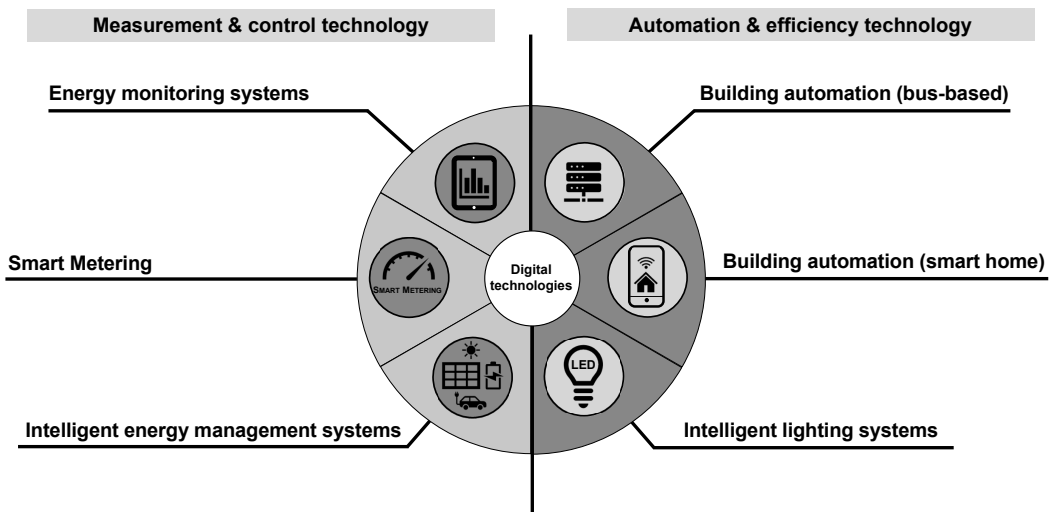 Measurement & control technology
Automation & efficiency technology
Energy monitoring systems
Building automation (bus-based)
Smart Metering
SMART METERING
Digital
technologies
Building automation (smart home)
LED
Intelligent energy management systems
Intelligent lighting systems